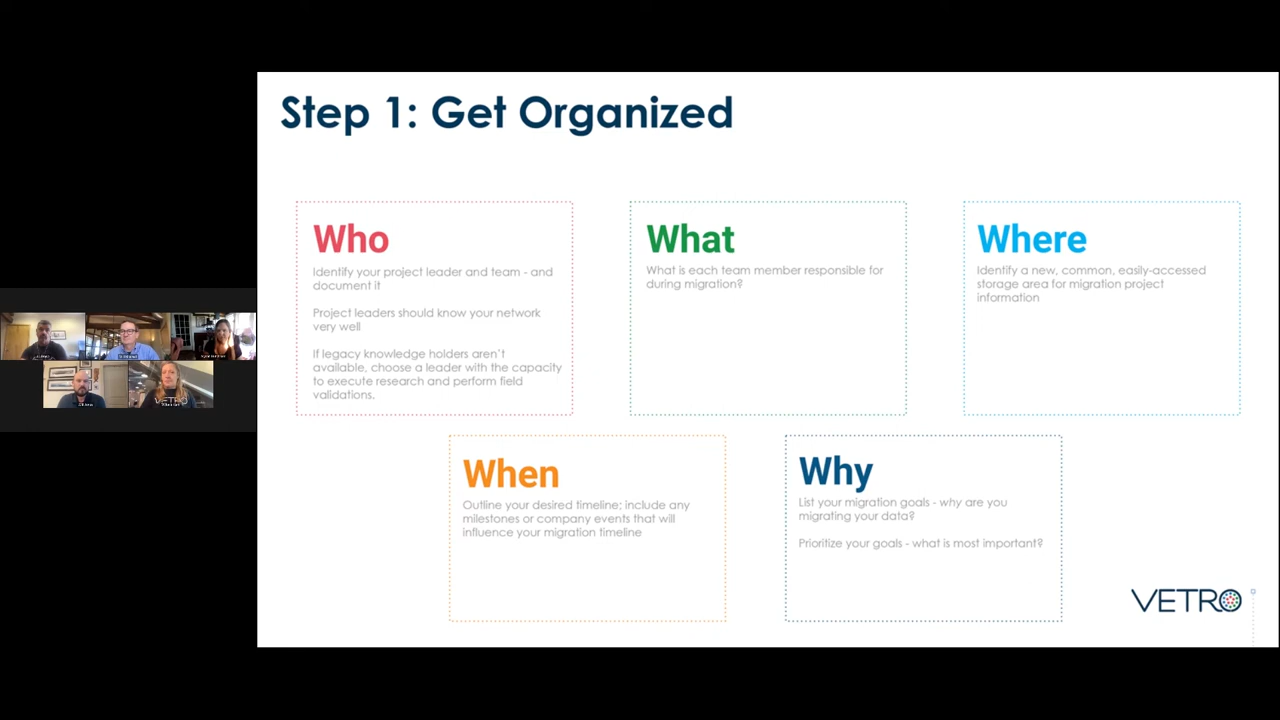 Step 1: Get Organized
Who
Identify your project leader and team - and
document it
Project leaders should know your network
very well
If legacy knowledge holders aren't
available, choose a leader with the capacity
to execute research and perform field
validations.
What
What is each team member responsible for
during migration?
Where
Identify a new, common, easily-accessed
storage area for migration project
information
When
Outline your desired timeline; include any
milestones or company events that will
influence your migration timeline
Why
List your migration goals - why are you
migrating your data?
Prioritize your goals - what is most important?
VETRO
VETRO